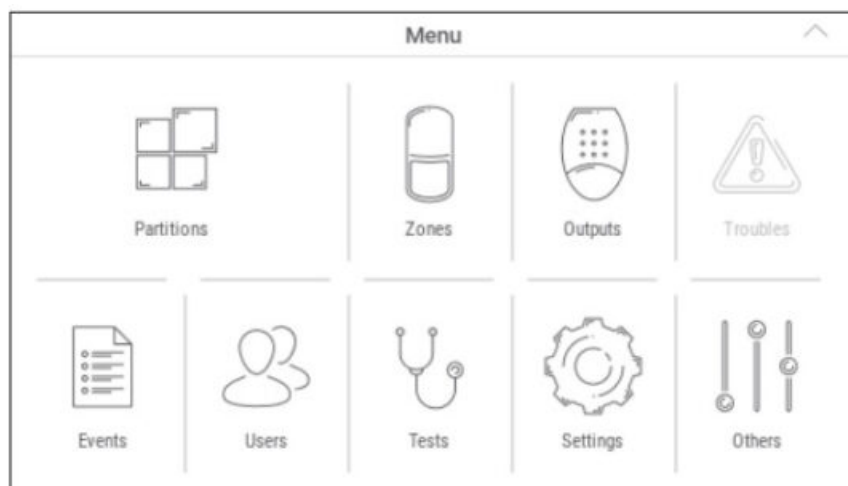 Menu
Partitions
Zones
Outputs
Troubles
Events
Users
Tests
Settings
Others